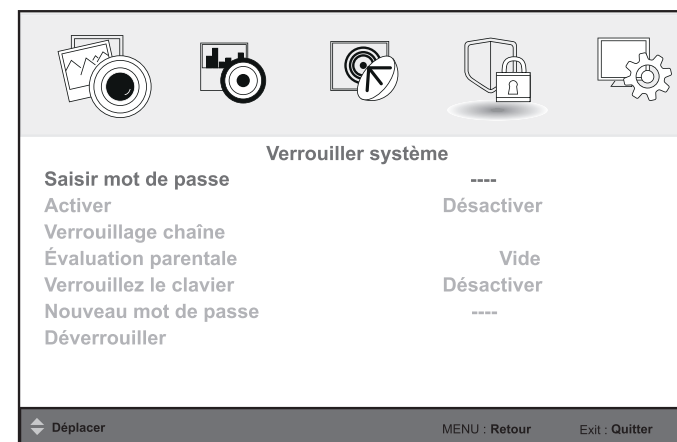 Verrouiller système
Saisir mot de passe ----
Activer Désactiver
Verrouillage chaîne
Évaluation parentale Vide
Verrouillez le clavier Désactiver
Nouveau mot de passe ----
Déverrouiller
Déplacer MENU : Retour Exit : Quitter